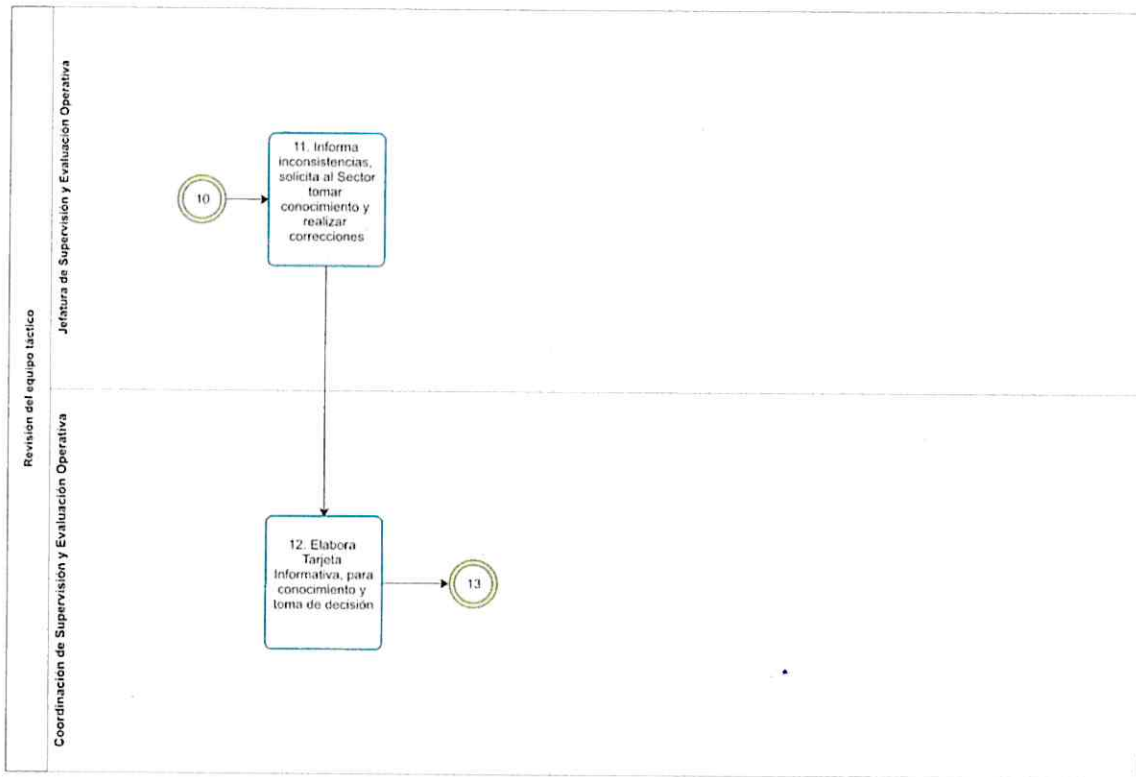 Revisión del equipo táctico
Jefatura de Supervisión y Evaluación Operativa
10
11. Informa
inconsistencias,
solicita al Sector
tomar
conocimiento y
realizar
correcciones
Coordinación de Supervisión y Evaluación Operativa
12. Elabora
Tarjeta
Informativa, para
conocimiento y
toma de decisión
13